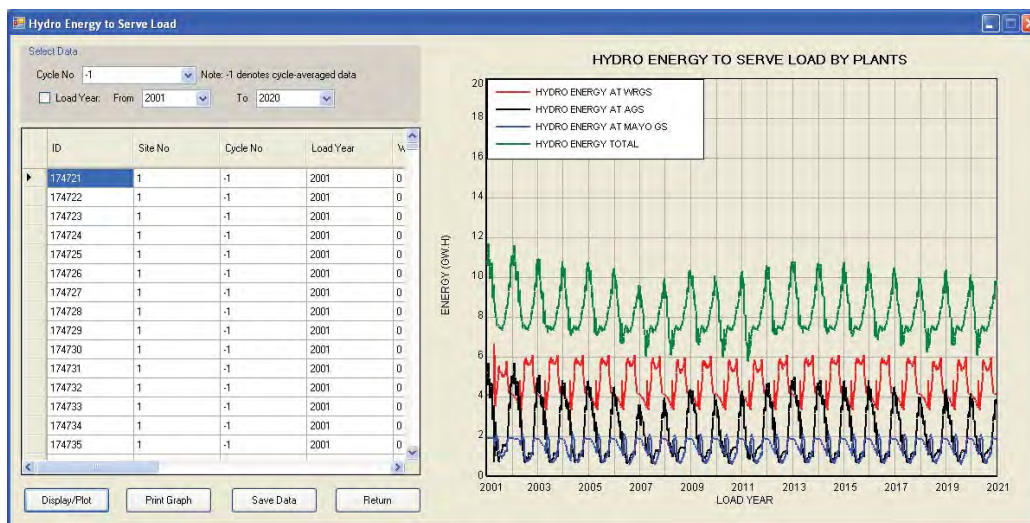 Hydro Energy to Serve Load
Select Data
Cycle No -1 Note: -1 denotes cycle-averaged data
Load Year: From 2001 To 2020
ID Site No Cycle No Load Year
174721 1 -1 2001 0
174722 1 -1 2001 0
174723 1 -1 2001 0
174724 1 -1 2001 0
174725 1 -1 2001 0
174726 1 -1 2001 0
174727 1 -1 2001 0
174728 1 -1 2001 0
174729 1 -1 2001 0
174730 1 -1 2001 0
174731 1 -1 2001 0
174732 1 -1 2001 0
174733 1 -1 2001 0
174734 1 -1 2001 0
174735 1 -1 2001 0
Display/Plot Print Graph Save Data Return
HYDRO ENERGY TO SERVE LOAD BY PLANTS
HYDRO ENERGY AT WRGS
HYDRO ENERGY AT AGS
HYDRO ENERGY AT MAYO GS
HYDRO ENERGY TOTAL
ENERGY (GW.H)
20
18
16
14
12
10
8
6
4
2
0
2001 2003 2005 2007 2009 2011 2013 2015 2017 2019 2021
LOAD YEAR